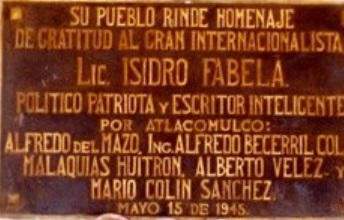 SU PUEBLO RINDE HOMENAJE
DE GRATITUD AL GRAN INTERNACIONALISTA
Lic. ISIDRO FABELA.
POLITICO PATRIOTA Y ESCRITOR INTELIGENTE
POR ATLACOMULCO:
ALFREDO DEL MAZO, ING. ALFREDO BECERRIL COL.
MALAQUIAS HUITRON, ALBERTO VELEZ Y
MARIO COLIN SANCHEZ.
MAYO 15 DE 1945.